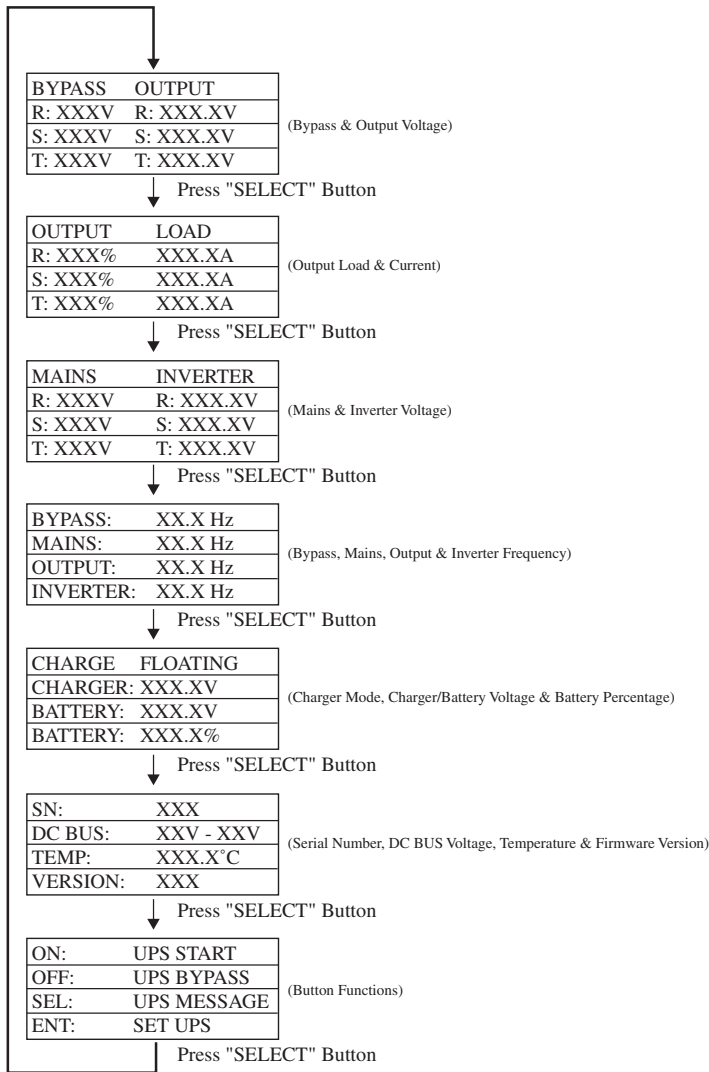 BYPASS OUTPUT
R: XXXV R: XXX.XV
S: XXXV S: XXX.XV
T: XXXV T: XXX.XV
(Bypass & Output Voltage)
Press "SELECT" Button
OUTPUT LOAD
R: XXX% XXX.XA
S: XXX% XXX.XA
T: XXX% XXX.XA
(Output Load & Current)
Press "SELECT" Button
MAINS INVERTER
R: XXXV R: XXX.XV
S: XXXV S: XXX.XV
T: XXXV T: XXX.XV
(Mains & Inverter Voltage)
Press "SELECT" Button
BYPASS: XX.X Hz
MAINS: XX.X Hz
OUTPUT: XX.X Hz
INVERTER: XX.X Hz
(Bypass, Mains, Output & Inverter Frequency)
Press "SELECT" Button
CHARGE FLOATING
CHARGER: XXX.XV
BATTERY: XXX.XV
BATTERY: XXX.X%
(Charger Mode, Charger/Battery Voltage & Battery Percentage)
Press "SELECT" Button
SN: XXX
DC BUS: XXV - XXV
TEMP: XXX.X˚C
VERSION: XXX
(Serial Number, DC BUS Voltage, Temperature & Firmware Version)
Press "SELECT" Button
ON: UPS START
OFF: UPS BYPASS
SEL: UPS MESSAGE
ENT: SET UPS
(Button Functions)
Press "SELECT" Button